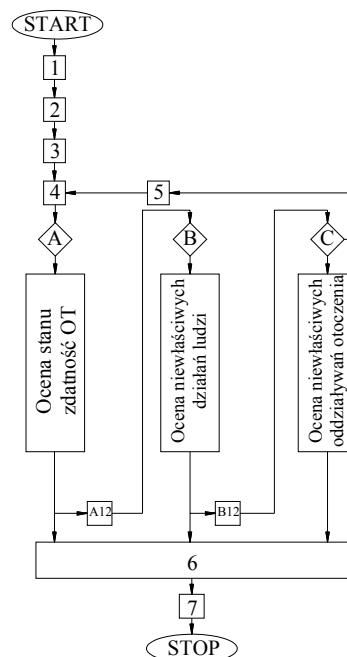 START
1
2
3
4
5
A
B
C
Ocena stanu
zdatność OT
Ocena niewłaściwych
działań ludzi
Ocena niewłaściwych
oddziaływań otoczenia
A12
B12
6
7
STOP